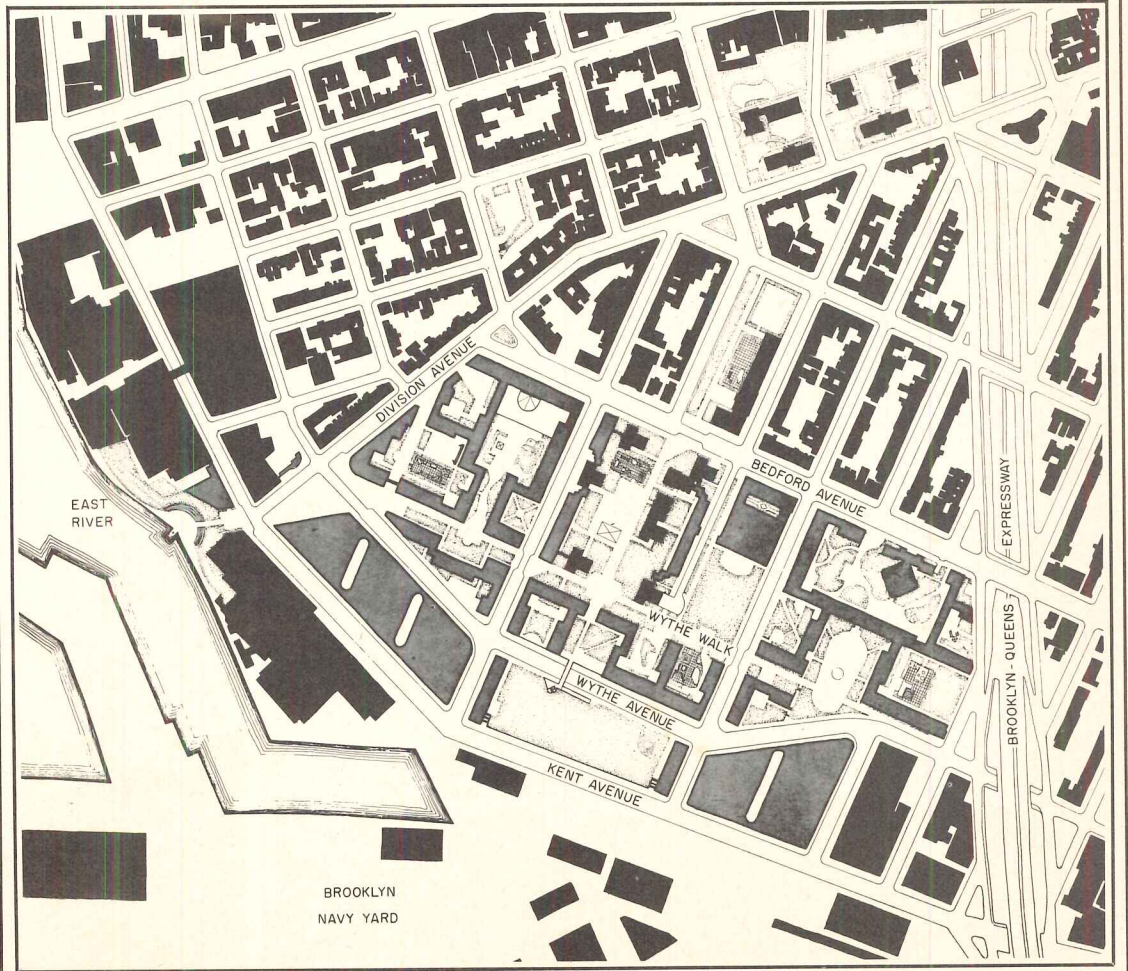 DIVISION AVENUE
EAST
RIVER
BEDFORD AVENUE
EXPRESSWAY
WYTHE WALK
BROOKLYN - QUEENS
WYTHE AVENUE
KENT AVENUE
BROOKLYN
NAVY YARD